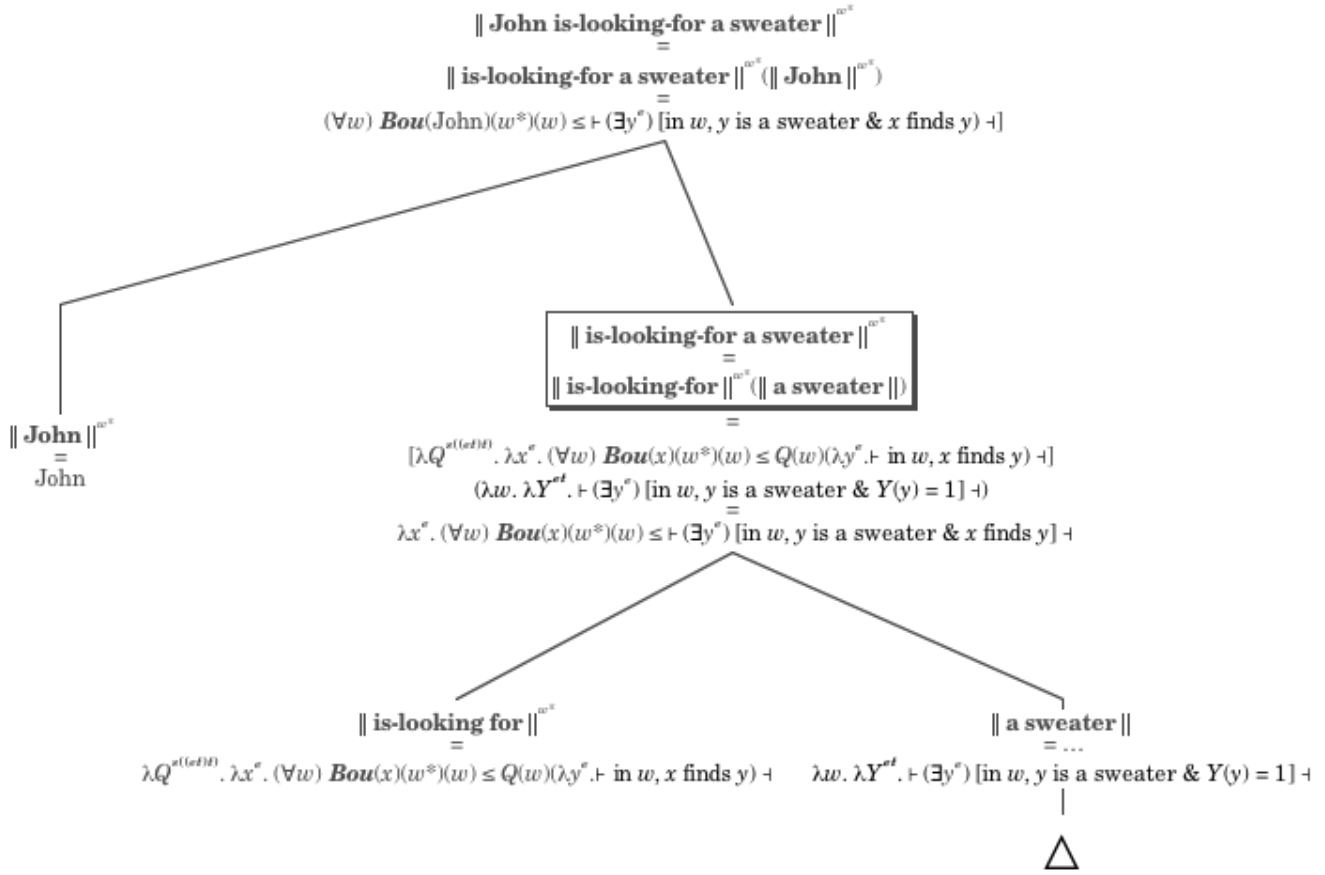 ‖ John is-looking-for a sweater ‖^{w*}
=
‖ is-looking-for a sweater ‖^{w*}(‖ John ‖^{w*})
=
(∀w) Bou(John)(w*)(w) ≤ ⊢ (∃y^e) [in w, y is a sweater & x finds y) ⊣]
‖ is-looking-for a sweater ‖^{w*}
=
‖ is-looking-for ‖^{w*}(‖ a sweater ‖)
=
‖ John ‖^{w*}
=
John
[λQ^{s((et)t)}. λx^e. (∀w) Bou(x)(w*)(w) ≤ Q(w)(λy^e.⊢ in w, x finds y) ⊣]
(λw. λY^{et}. ⊢ (∃y^e) [in w, y is a sweater & Y(y) = 1] ⊣)
=
λx^e. (∀w) Bou(x)(w*)(w) ≤ ⊢ (∃y^e) [in w, y is a sweater & x finds y] ⊣
‖ is-looking for ‖^{w*}
=
λQ^{s((et)t)}. λx^e. (∀w) Bou(x)(w*)(w) ≤ Q(w)(λy^e.⊢ in w, x finds y) ⊣
‖ a sweater ‖
= ...
λw. λY^{et}. ⊢ (∃y^e) [in w, y is a sweater & Y(y) = 1] ⊣